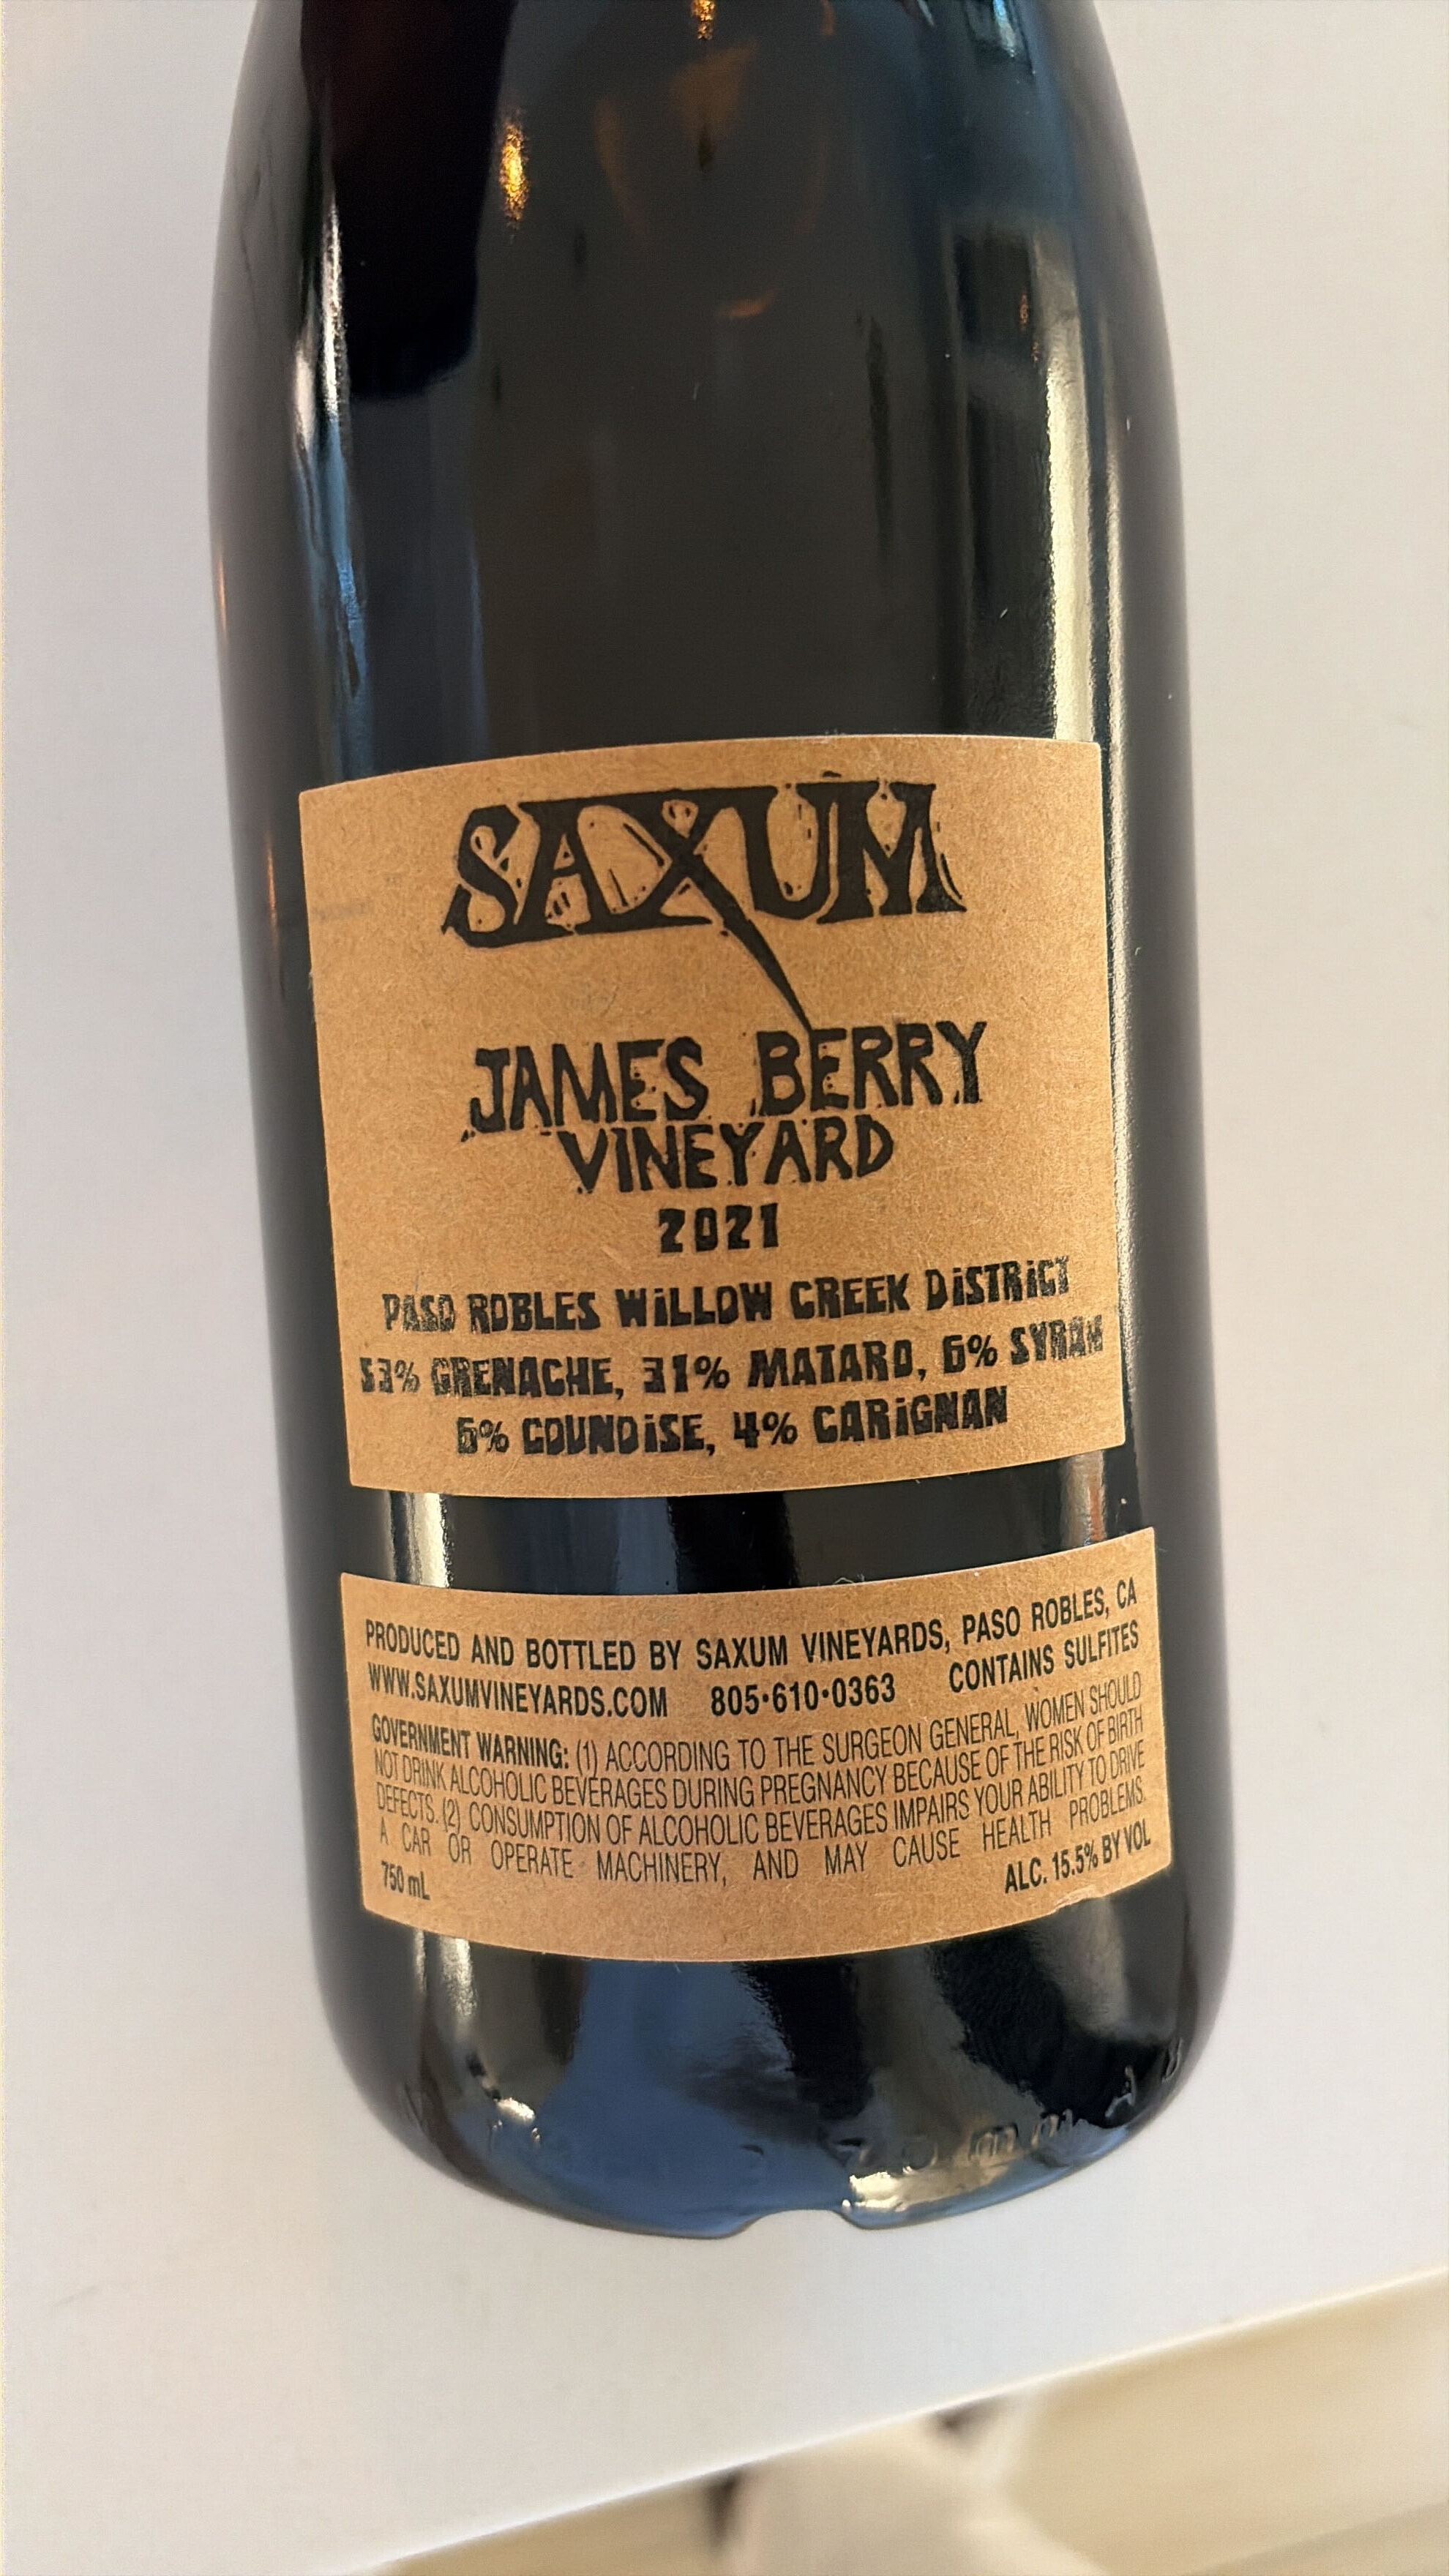 SAXUM
JAMES BERRY
VINEYARD
2021
PASO ROBLES WiLLOW CREEK DiSTRiCT
53% GRENACHE, 31% MATARO, 6% SYRAH
6% COUNOiSE, 4% CARiGNAN
PRODUCED AND BOTTLED BY SAXUM VINEYARDS, PASO ROBLES, CA
WWW.SAXUMVINEYARDS.COM 805•610•0363 CONTAINS SULFITES
GOVERNMENT WARNING: (1) ACCORDING TO THE SURGEON GENERAL, WOMEN SHOULD
NOT DRINK ALCOHOLIC BEVERAGES DURING PREGNANCY BECAUSE OF THE RISK OF BIRTH
DEFECTS. (2) CONSUMPTION OF ALCOHOLIC BEVERAGES IMPAIRS YOUR ABILITY TO DRIVE
A CAR OR OPERATE MACHINERY, AND MAY CAUSE HEALTH PROBLEMS.
750 mL ALC. 15.5% BY VOL